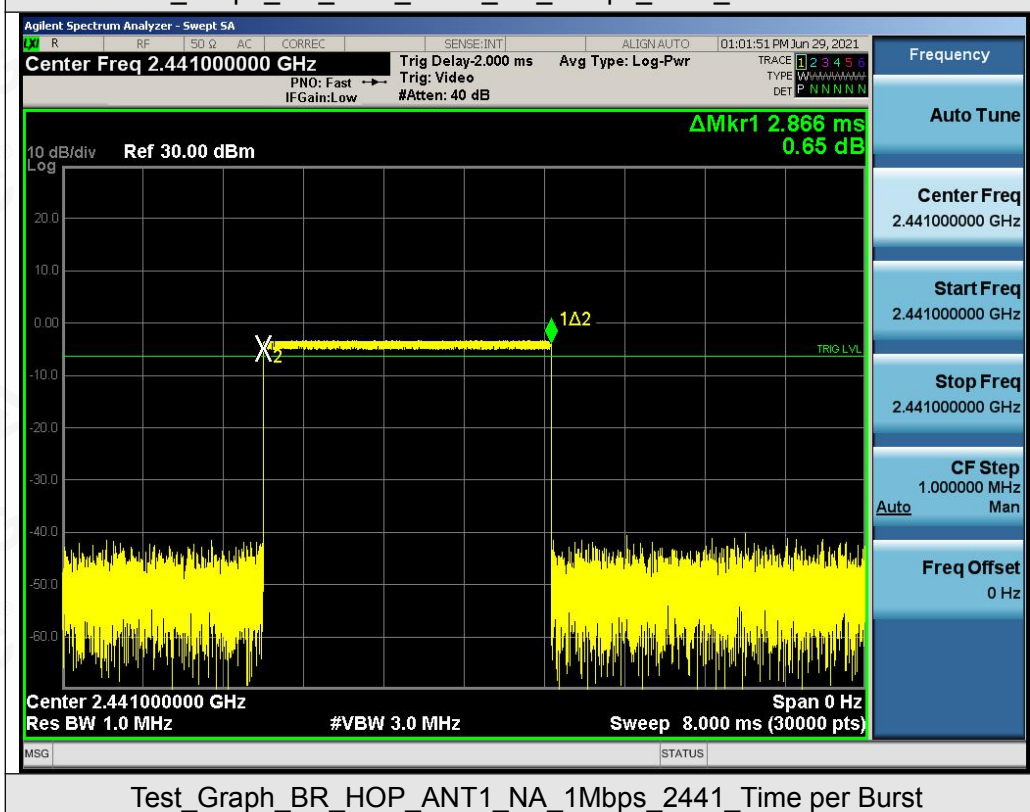 Agilent Spectrum Analyzer - Swept SA
LXI R RF 50 Ω AC CORREC SENSE:INT ALIGN AUTO 01:01:51 PM Jun 29, 2021
Center Freq 2.441000000 GHz
PNO: Fast
IFGain:Low
Trig Delay-2.000 ms
Trig: Video
#Atten: 40 dB
Avg Type: Log-Pwr
TRACE 1 2 3 4 5 6
TYPE WWWWWW
DET P N N N N N
ΔMkr1 2.866 ms
0.65 dB
10 dB/div Ref 30.00 dBm
Log
20.0
10.0
0.00
-10.0
-20.0
-30.0
-40.0
-50.0
-60.0
X2
1Δ2
TRIG LVL
Center 2.441000000 GHz Span 0 Hz
Res BW 1.0 MHz #VBW 3.0 MHz Sweep 8.000 ms (30000 pts)
MSG STATUS
Frequency
Auto Tune
Center Freq
2.441000000 GHz
Start Freq
2.441000000 GHz
Stop Freq
2.441000000 GHz
CF Step
1.000000 MHz
Auto Man
Freq Offset
0 Hz
Test_Graph_BR_HOP_ANT1_NA_1Mbps_2441_Time per Burst